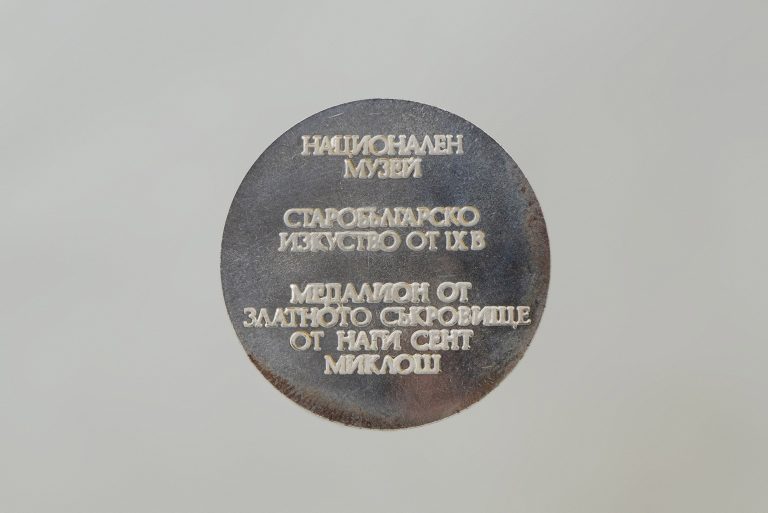 НАЦИОНАЛЕН
МУЗЕЙ
СТАРОБЪЛГАРСКО
ИЗКУСТВО ОТ IX В
МЕДАЛИОН ОТ
ЗЛАТНОТО СЪКРОВИЩЕ
ОТ НАГИ СЕНТ
МИКЛОШ